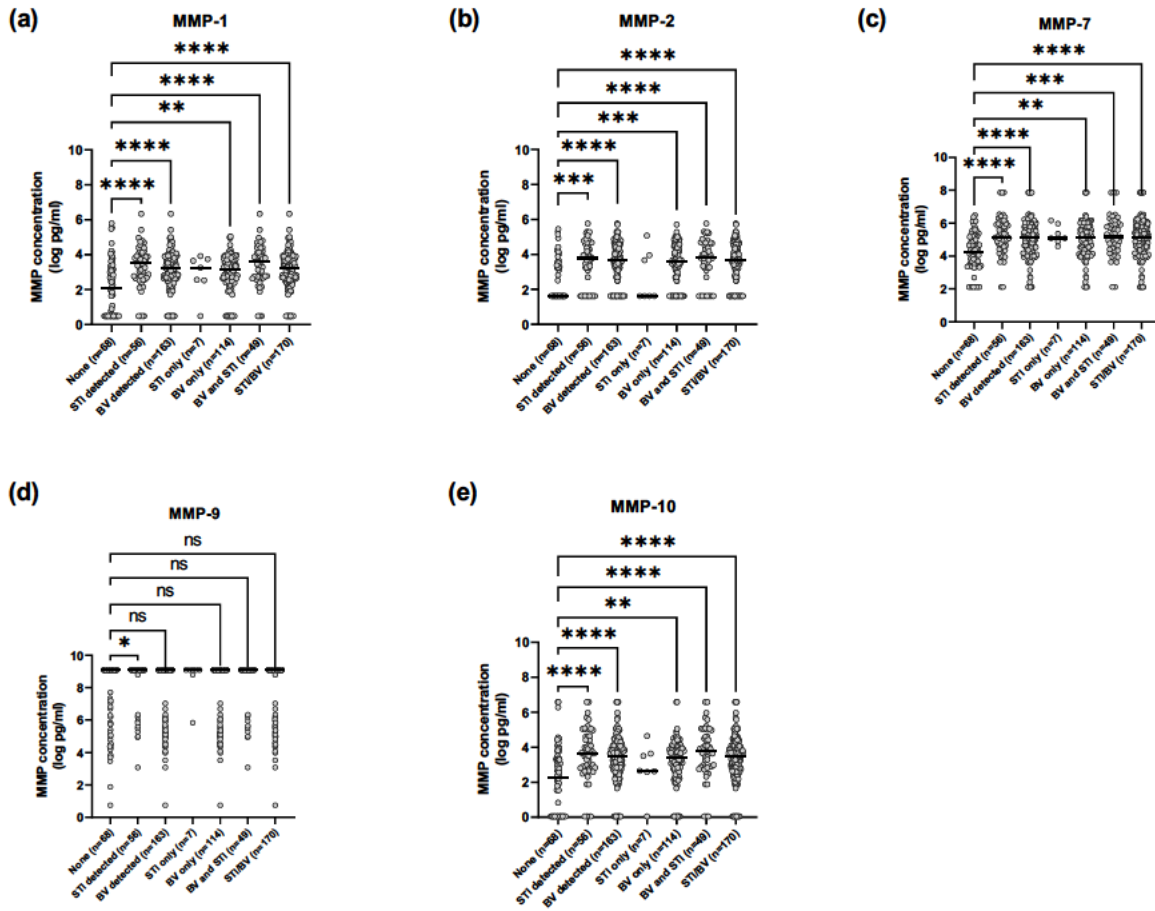 (a)
MMP-1
****
****
**
****
****
MMP concentration
(log pg/ml)
10
8
6
4
2
0
None (n=68)
STI detected (n=56)
BV detected (n=163)
STI only (n=7)
BV only (n=114)
BV and STI (n=49)
STI/BV (n=170)
(b)
MMP-2
****
****
***
****
***
MMP concentration
(log pg/ml)
10
8
6
4
2
0
None (n=68)
STI detected (n=56)
BV detected (n=163)
STI only (n=7)
BV only (n=114)
BV and STI (n=49)
STI/BV (n=170)
(c)
MMP-7
****
***
**
****
****
MMP concentration
(log pg/ml)
10
8
6
4
2
0
None (n=68)
STI detected (n=56)
BV detected (n=163)
STI only (n=7)
BV only (n=114)
BV and STI (n=49)
STI/BV (n=170)
(d)
MMP-9
ns
ns
ns
ns
*
MMP concentration
(log pg/ml)
10
8
6
4
2
0
None (n=68)
STI detected (n=56)
BV detected (n=163)
STI only (n=7)
BV only (n=114)
BV and STI (n=49)
STI/BV (n=170)
(e)
MMP-10
****
****
**
****
****
MMP concentration
(log pg/ml)
10
8
6
4
2
0
None (n=68)
STI detected (n=56)
BV detected (n=163)
STI only (n=7)
BV only (n=114)
BV and STI (n=49)
STI/BV (n=170)